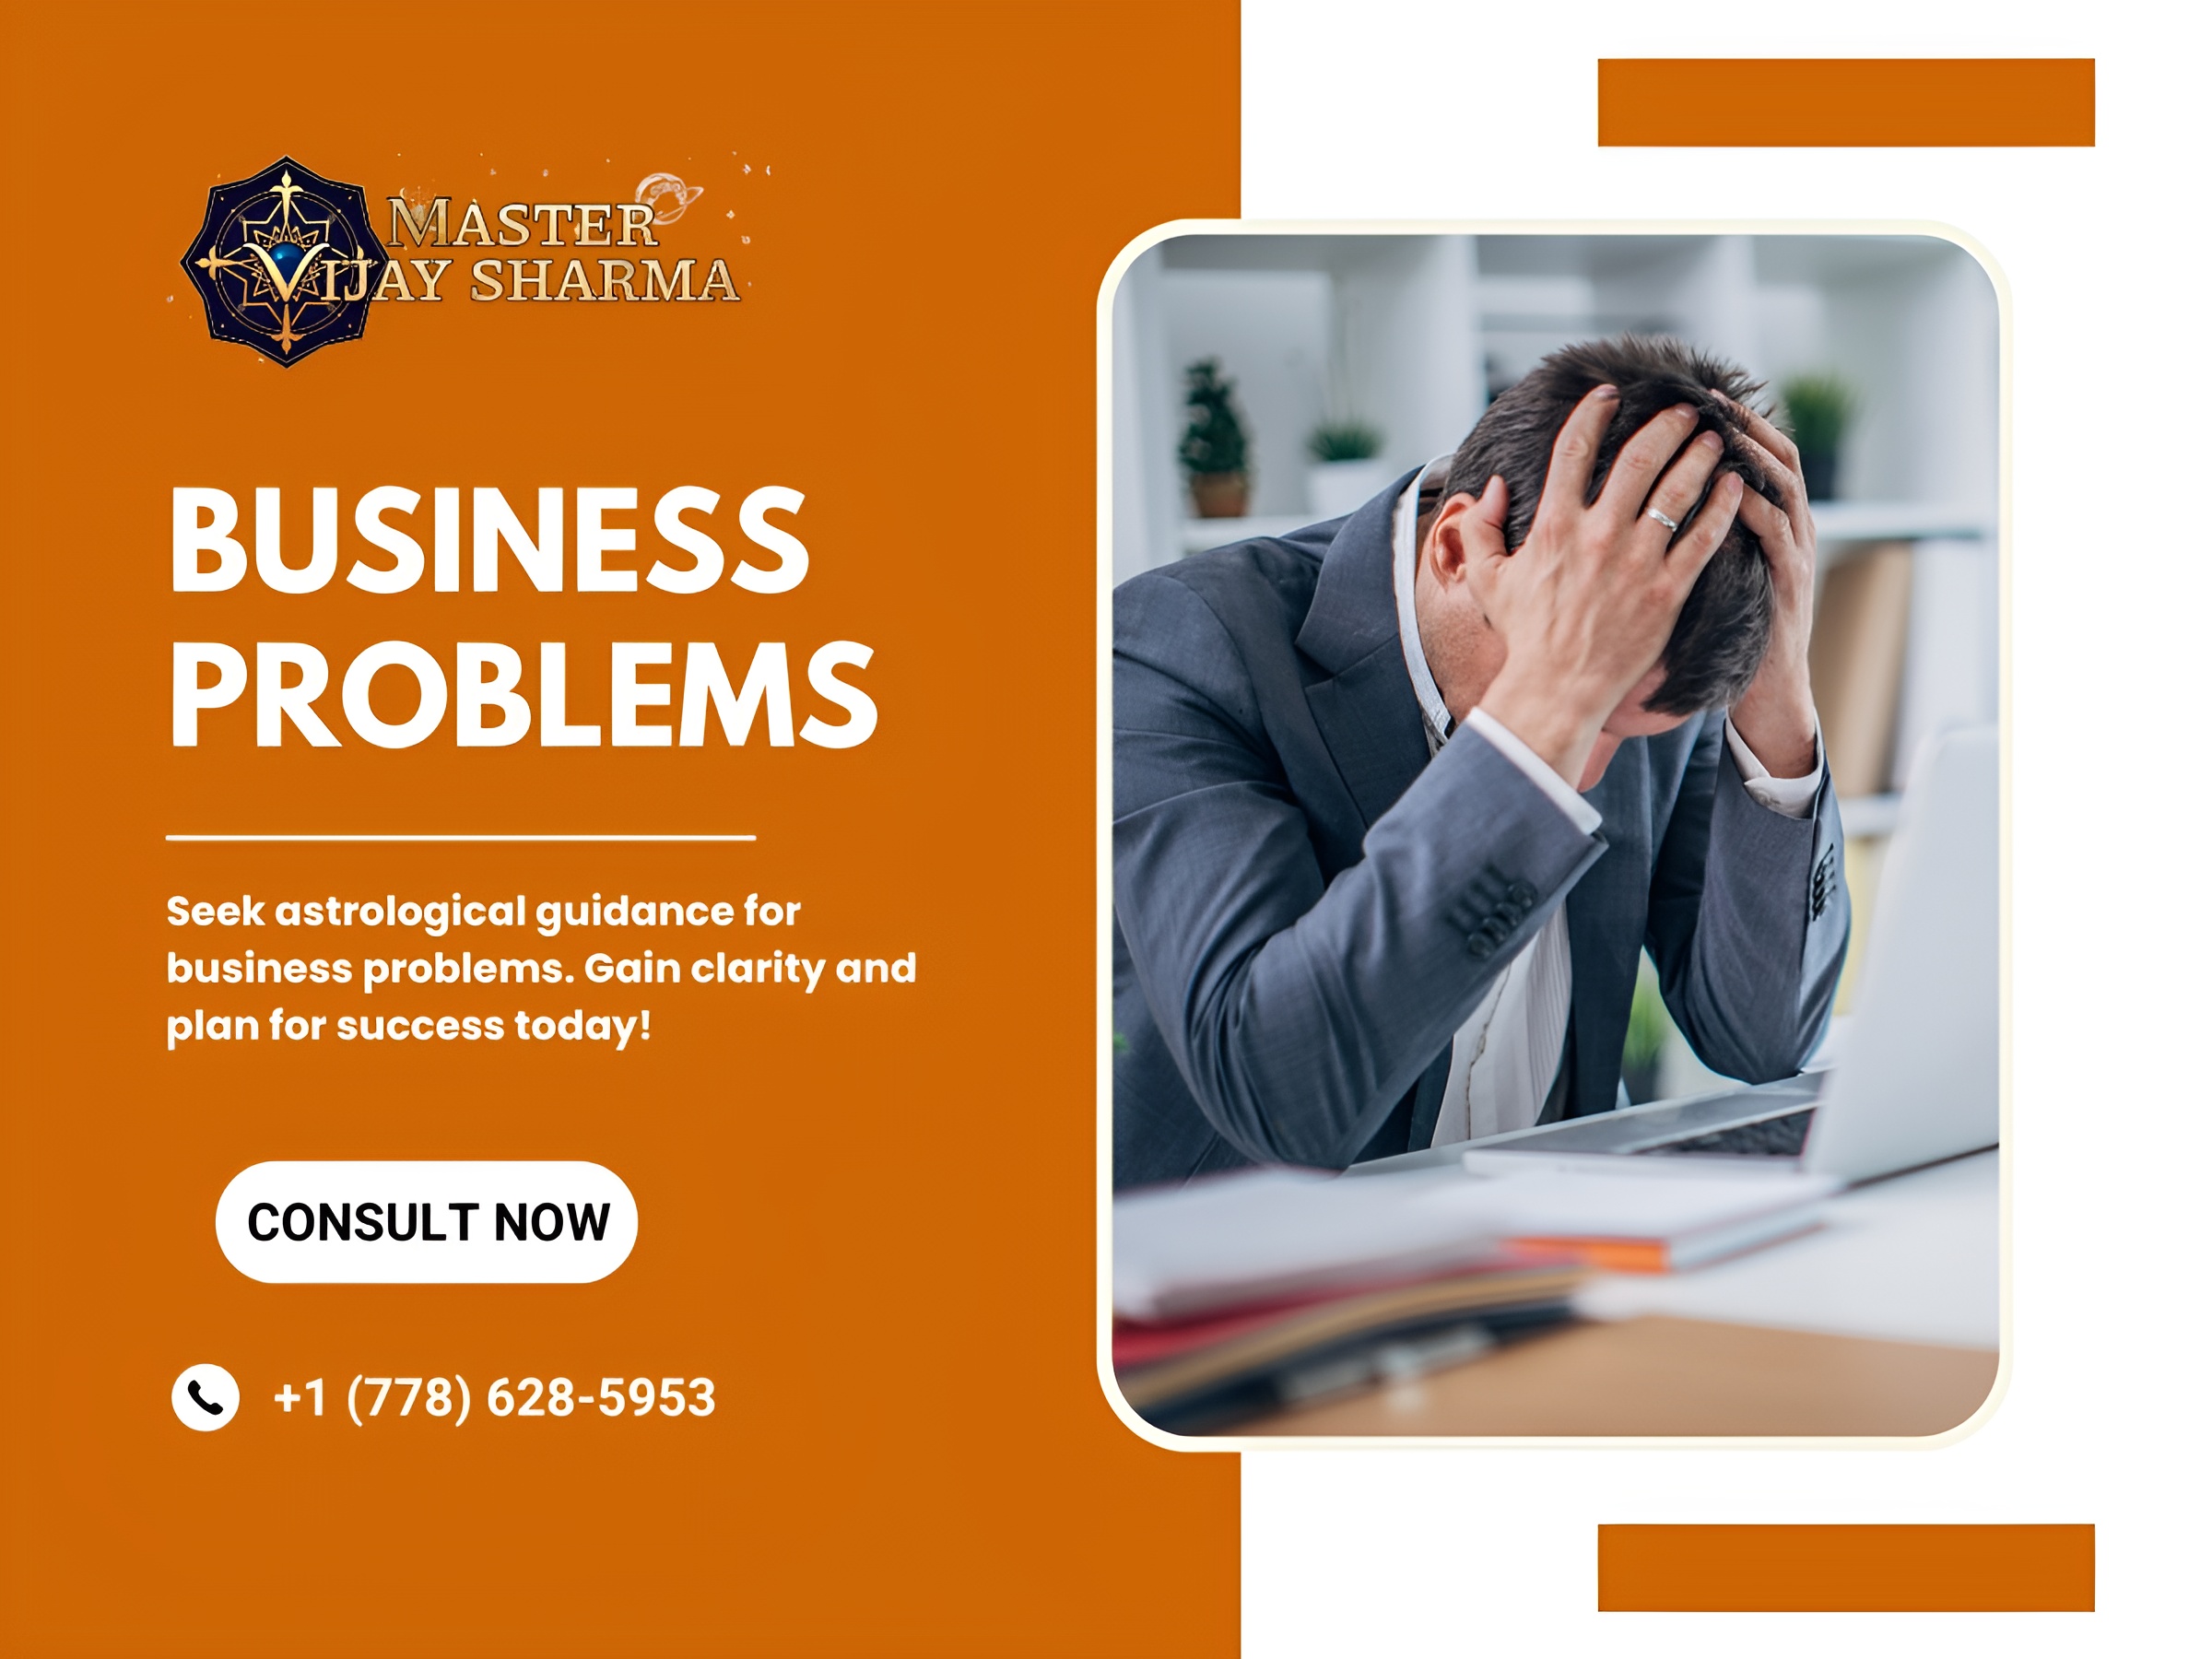 MASTER
VIJAY SHARMA
BUSINESS
PROBLEMS
Seek astrological guidance for
business problems. Gain clarity and
plan for success today!
CONSULT NOW
+1 (778) 628-5953